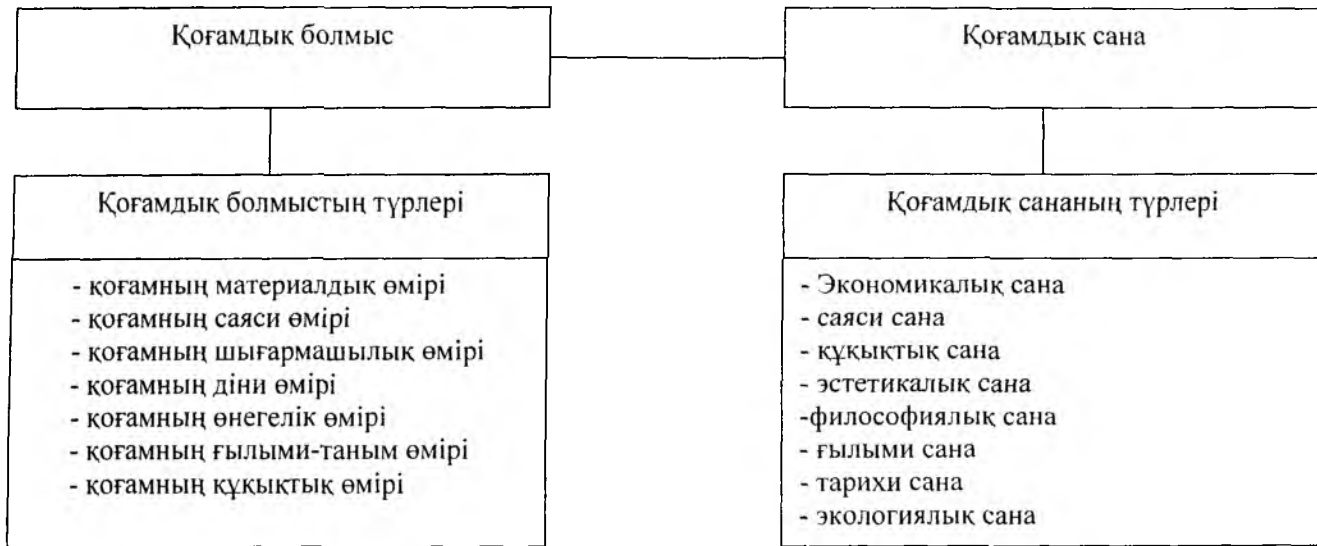 Қоғамдық болмыс
Қоғамдық сана
Қоғамдық болмыстың түрлері
- қоғамның материалдық өмірі
- қоғамның саяси өмірі
- қоғамның шығармашылық өмірі
- қоғамның діни өмірі
- қоғамның өнегелік өмірі
- қоғамның ғылыми-таным өмірі
- қоғамның құқықтық өмірі
Қоғамдық сананың түрлері
- Экономикалық сана
- саяси сана
- құқықтық сана
- эстетикалық сана
-философиялық сана
- ғылыми сана
- тарихи сана
- экологиялық сана